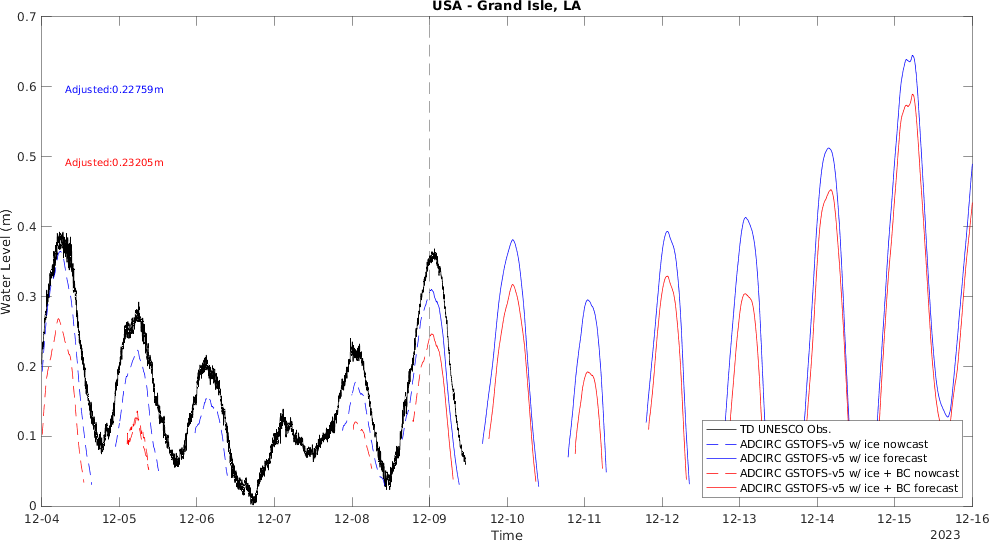 USA - Grand Isle, LA
0.7
0.6
0.5
0.4
0.3
0.2
0.1
0
Water Level (m)
Adjusted:0.22759m
Adjusted:0.23205m
TD UNESCO Obs.
ADCIRC GSTOFS-v5 w/ ice nowcast
ADCIRC GSTOFS-v5 w/ ice forecast
ADCIRC GSTOFS-v5 w/ ice + BC nowcast
ADCIRC GSTOFS-v5 w/ ice + BC forecast
12-04 12-05 12-06 12-07 12-08 12-09 12-10 12-11 12-12 12-13 12-14 12-15 12-16
Time
2023